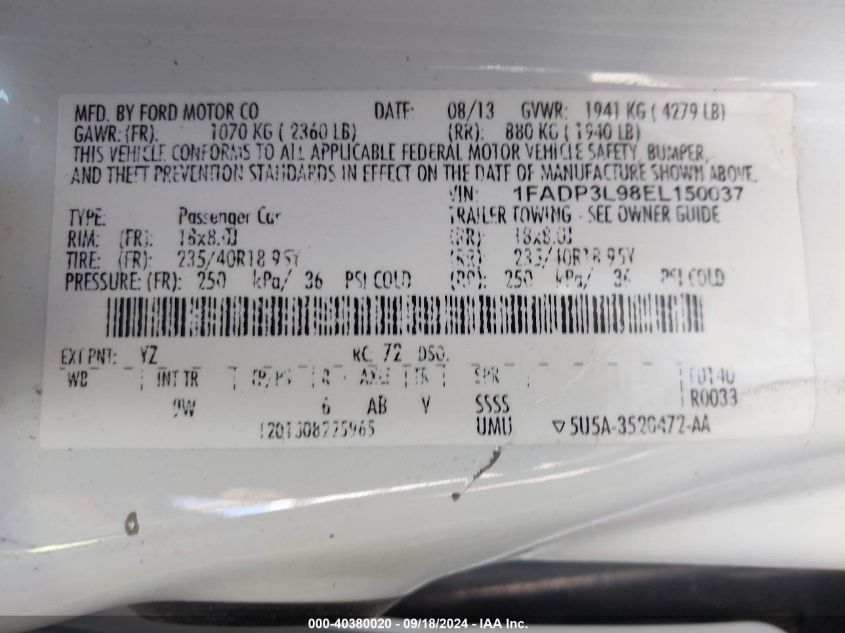 MFD. BY FORD MOTOR CO DATE: 08/13 GVWR: 1941 KG ( 4279 LB)
GAWR: (FR): 1070 KG ( 2360 LB) (RR): 880 KG ( 1940 LB)
THIS VEHICLE CONFORMS TO ALL APPLICABLE FEDERAL MOTOR VEHICLE SAFETY, BUMPER,
AND THEFT PREVENTION STANDARDS IN EFFECT ON THE DATE OF MANUFACTURE SHOWN ABOVE.
VIN: 1FADP3L98EL150037
TYPE: Passenger Car TRAILER TOWING - SEE OWNER GUIDE
RIM: (FR): 18x8.0J (RR): 18x8.0J
TIRE: (FR): 235/40R18 95Y (RR): 235/40R18 95Y
PRESSURE: (FR): 250 kPa/ 36 PSI COLD (RR): 250 kPa/ 36 PSI COLD
EXT PNT: YZ RC: 72 DSO:
WB INT TR TP/PS R AXLE TR SPR F0140
9W 6 AB V SSSS R0033
UMU ▽5U5A-3520472-AA
000-40380020 - 09/18/2024 - IAA Inc.